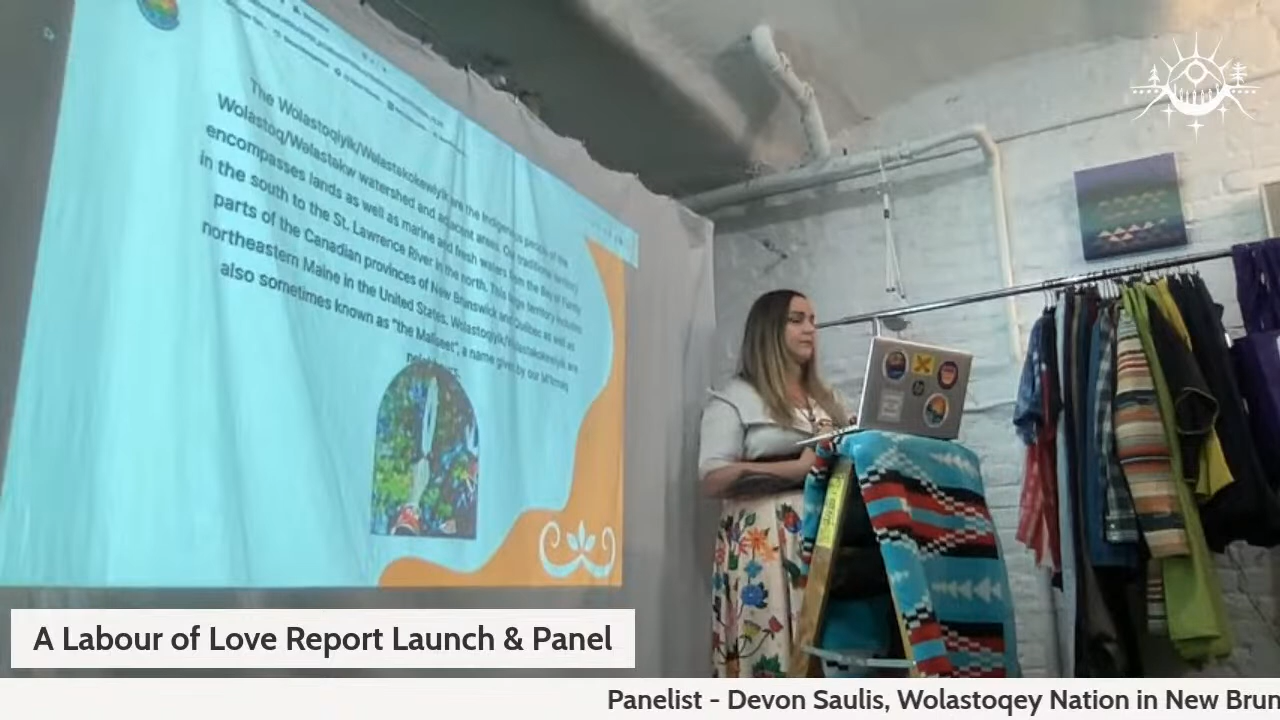 The Wolastoqiyik/Wəlastəkokewiyik are the Indigenous people of the
Wolastoq/Wəlastəkw watershed and adjacent areas. Our traditional territory
encompasses lands as well as marine and fresh waters from the Bay of Fundy
in the south to the St. Lawrence River in the north. This large territory includes
parts of the Canadian provinces of New Brunswick and Québec as well as
northeastern Maine in the United States. Wolastoqiyik/Wəlastəkokewiyik are
also sometimes known as "the Maliseet", a name given by our Mi'kmaq
neighbours.
A Labour of Love Report Launch & Panel
Panelist - Devon Saulis, Wolastoqey Nation in New Brun